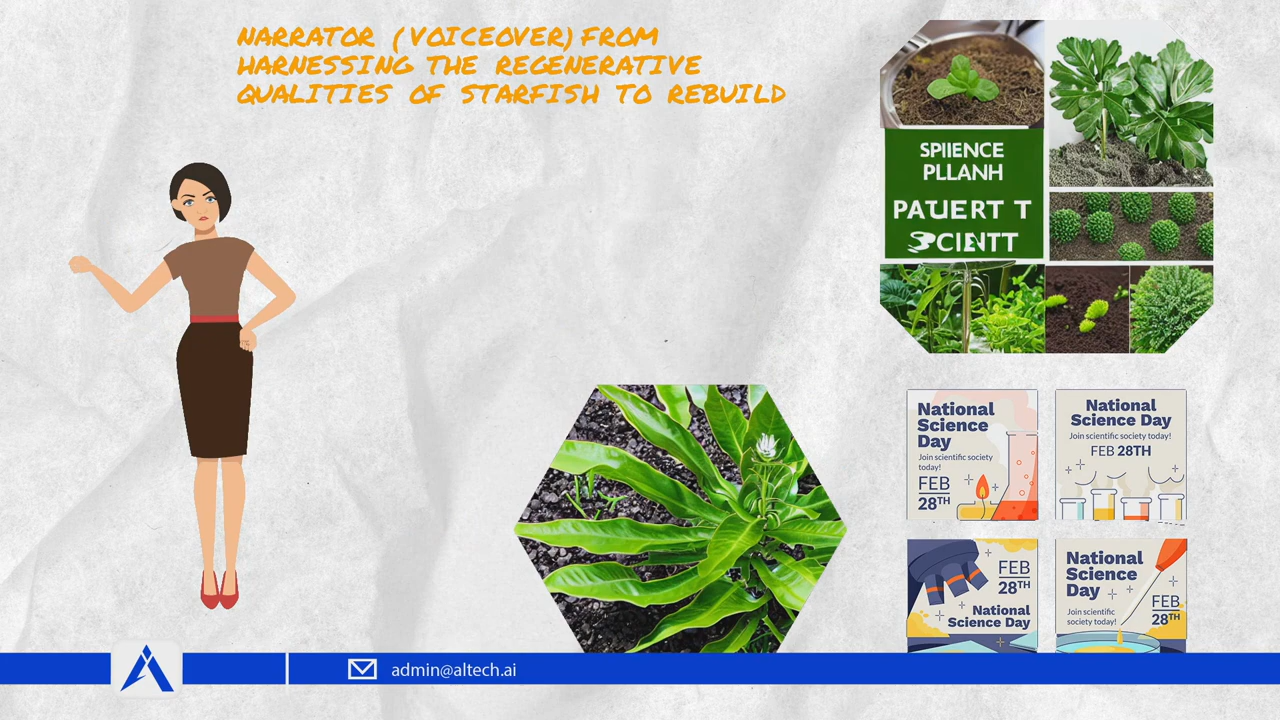 NARRATOR (VOICEOVER) FROM
HARNESSING THE REGENERATIVE
QUALITIES OF STARFISH TO REBUILD
SPIIENCE
PLLANH
PAUERT T
SCIENTT
National
Science
Day
Join scientific society
today!
FEB
28TH
National
Science Day
Join scientific society today!
FEB 28TH
FEB
28TH
National
Science Day
National
Science
Day
Join scientific
society today!
FEB
28TH
admin@altech.ai